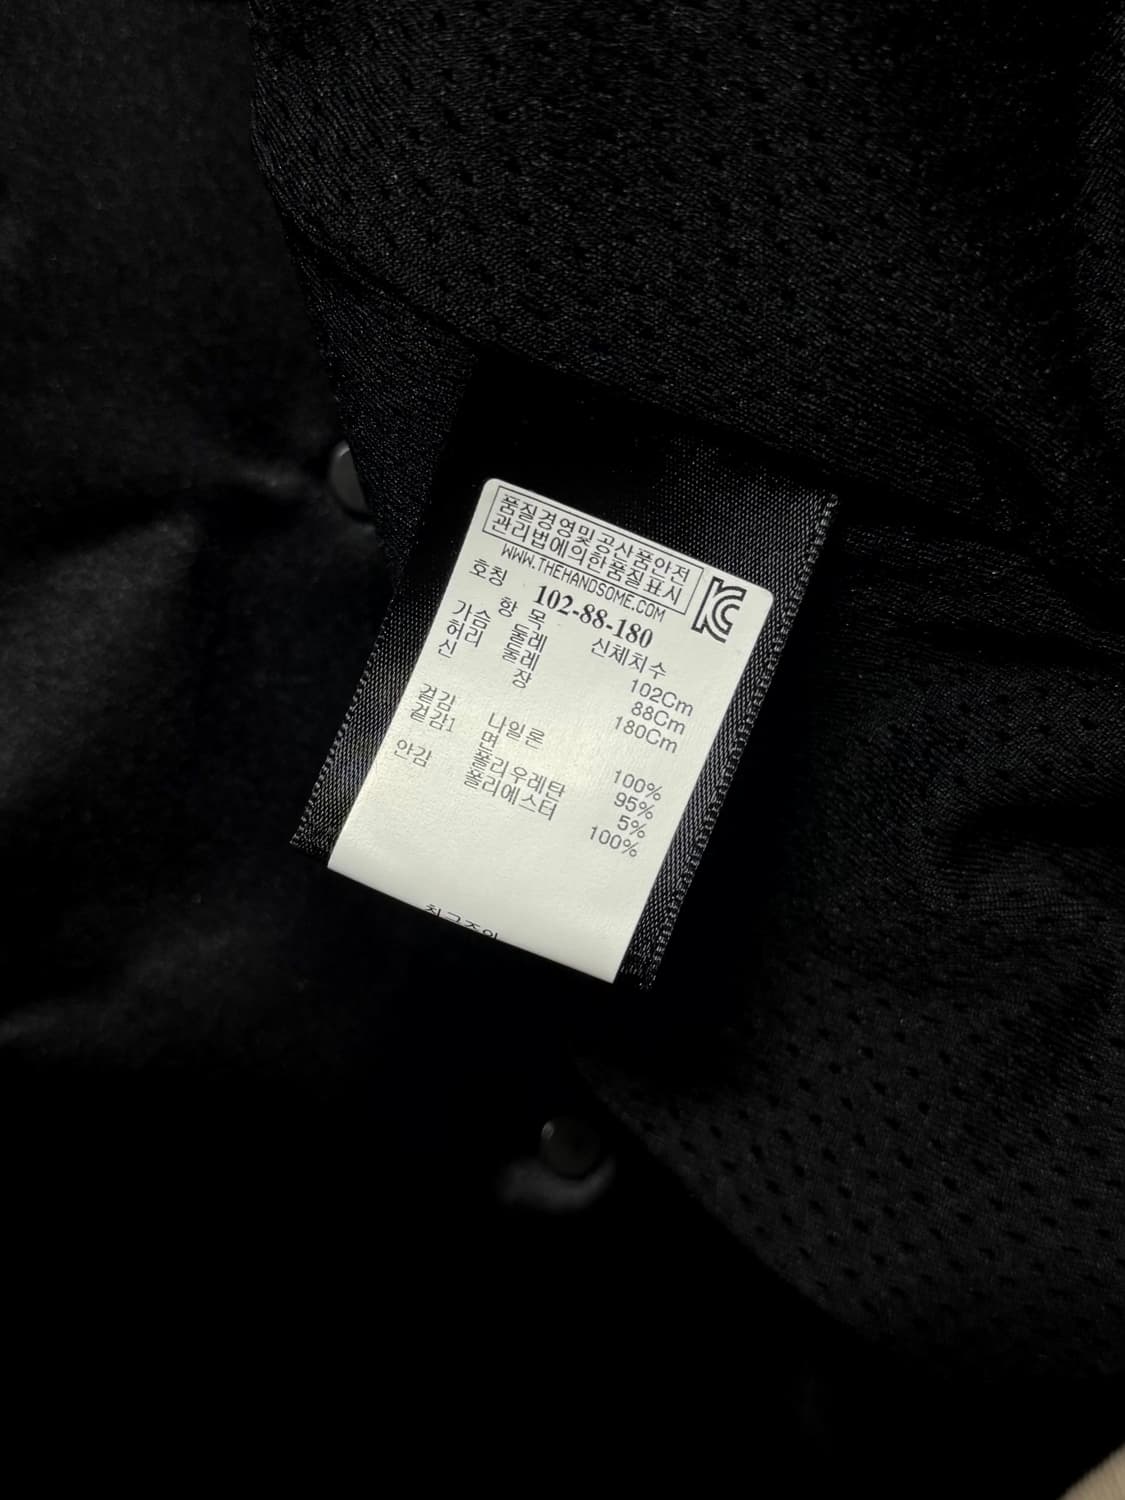 품질경영및공산품안전
관리법에의한품질표시
WWW.THEHANDSOME.COM
호칭 102-88-180
항 목 신체치수
가슴 둘레 102Cm
허리 둘레 88Cm
신 장 180Cm
겉감 나일론 100%
겉감1 면 95%
폴리우레탄 5%
안감 폴리에스터 100%